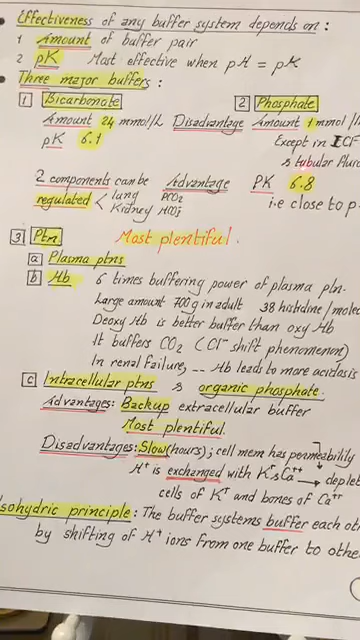 Effectiveness of any buffer system depends on :
1 Amount of buffer pair
2 pK Most effective when pH = pK
• Three major buffers :
1 Bicarbonate
Amount 24 mmol/L Disadvantage
pK 6.1
2 components can be regulated < lung PCO2 Kidney HCO3 Advantage
2 Phosphate
Amount 1 mmol/
Except in ICF
& tubular Fluid
PK 6.8
i.e close to p
3 Ptn. Most plentiful.
a Plasma ptns
b Hb 6 times buffering power of plasma ptn.
Large amount 700g in adult 38 histidine/molec
Deoxy Hb is better buffer than oxy Hb
It buffers CO2 (Cl- shift phenomenon)
In renal failure, -- Hb leads to more acidosis
c Intracellular ptns & organic phosphate.
Advantages: Backup extracellular buffer
Most plentiful.
Disadvantages: Slow (hours); cell mem has permeability
H+ is exchanged with K+ & Ca++ → deplet
cells of K+ and bones of Ca++
sohydric principle : The buffer systems buffer each oth
by shifting of H+ ions from one buffer to othe